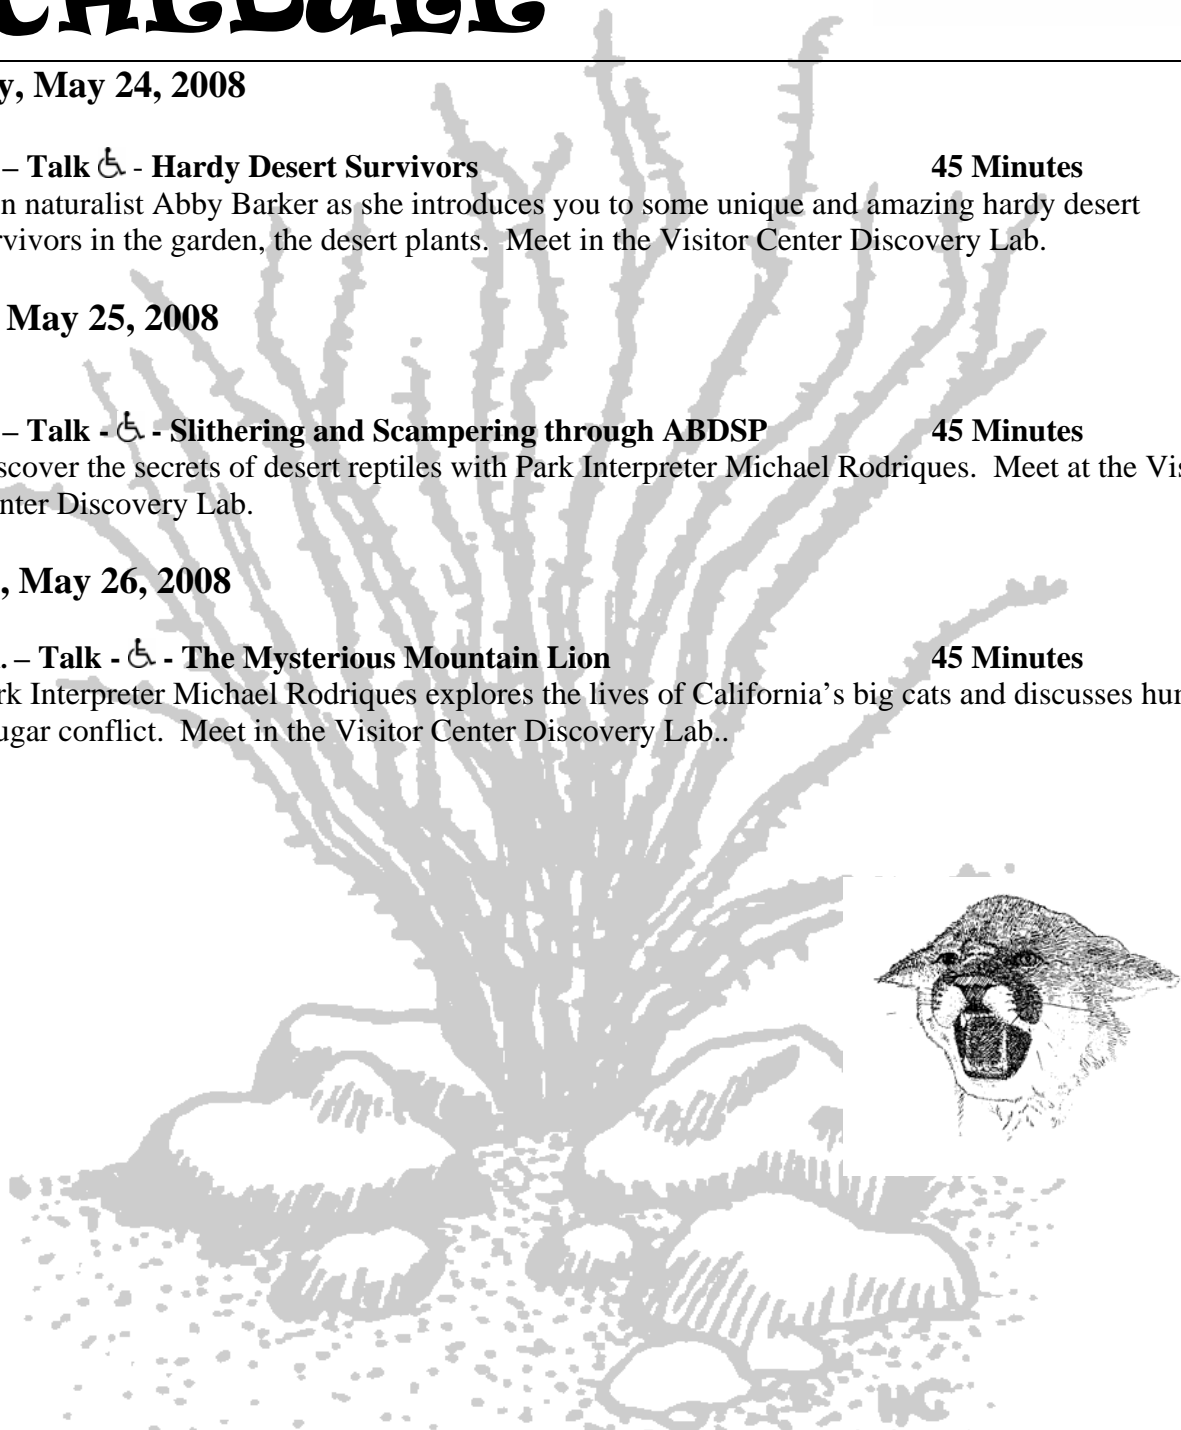 y, May 24, 2008
– Talk ♿ - Hardy Desert Survivors 45 Minutes
n naturalist Abby Barker as she introduces you to some unique and amazing hardy desert
rvivors in the garden, the desert plants. Meet in the Visitor Center Discovery Lab.
May 25, 2008
– Talk - ♿ - Slithering and Scampering through ABDSP 45 Minutes
scover the secrets of desert reptiles with Park Interpreter Michael Rodriques. Meet at the Vis
nter Discovery Lab.
, May 26, 2008
. – Talk - ♿ - The Mysterious Mountain Lion 45 Minutes
rk Interpreter Michael Rodriques explores the lives of California’s big cats and discusses hu
ugar conflict. Meet in the Visitor Center Discovery Lab..
HG